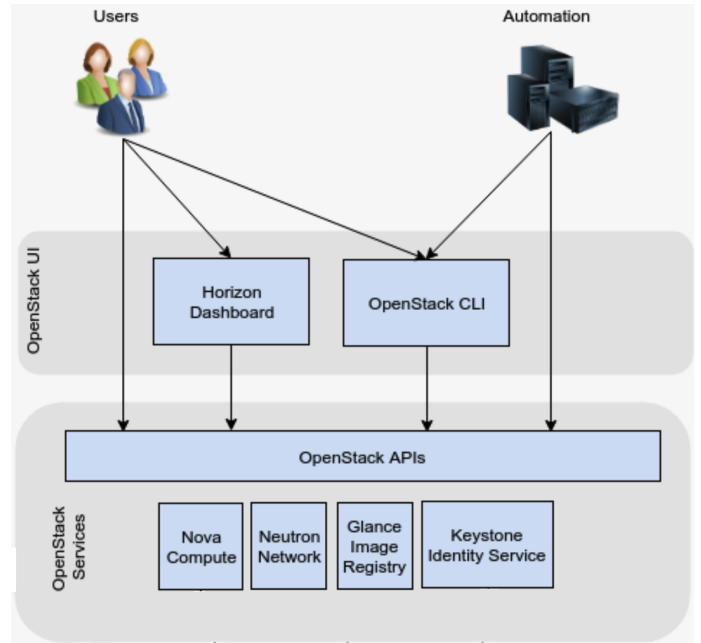 Users
Automation
OpenStack UI
Horizon
Dashboard
OpenStack CLI
OpenStack APIs
OpenStack
Services
Nova
Compute
Neutron
Network
Glance
Image
Registry
Keystone
Identity Service